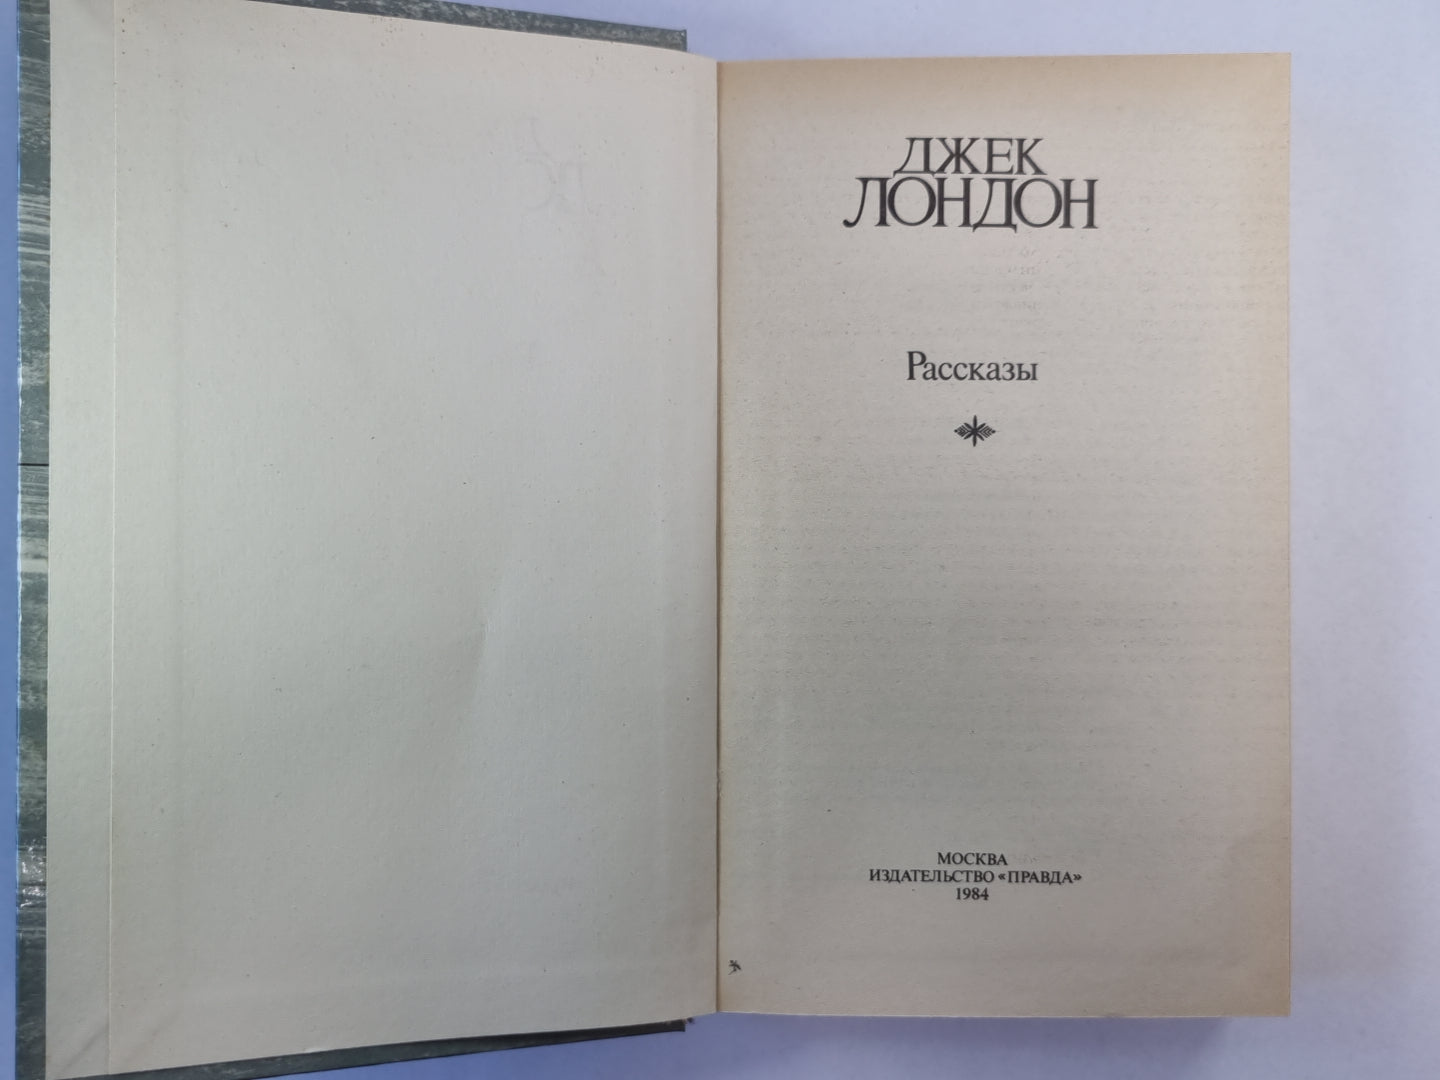 ДЖЕК
ЛОНДОН
Рассказы
МОСКВА
ИЗДАТЕЛЬСТВО «ПРАВДА»
1984